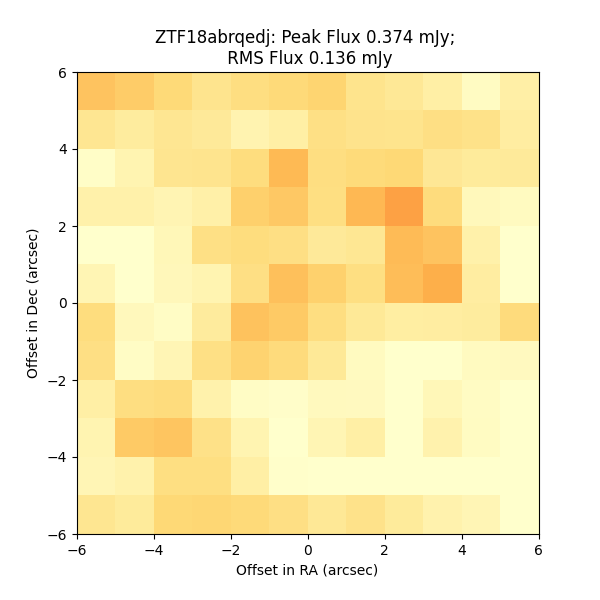 ZTF18abrqedj: Peak Flux 0.374 mJy;
RMS Flux 0.136 mJy
6
4
2
0
−2
−4
−6
Offset in Dec (arcsec)
−6 −4 −2 0 2 4 6
Offset in RA (arcsec)